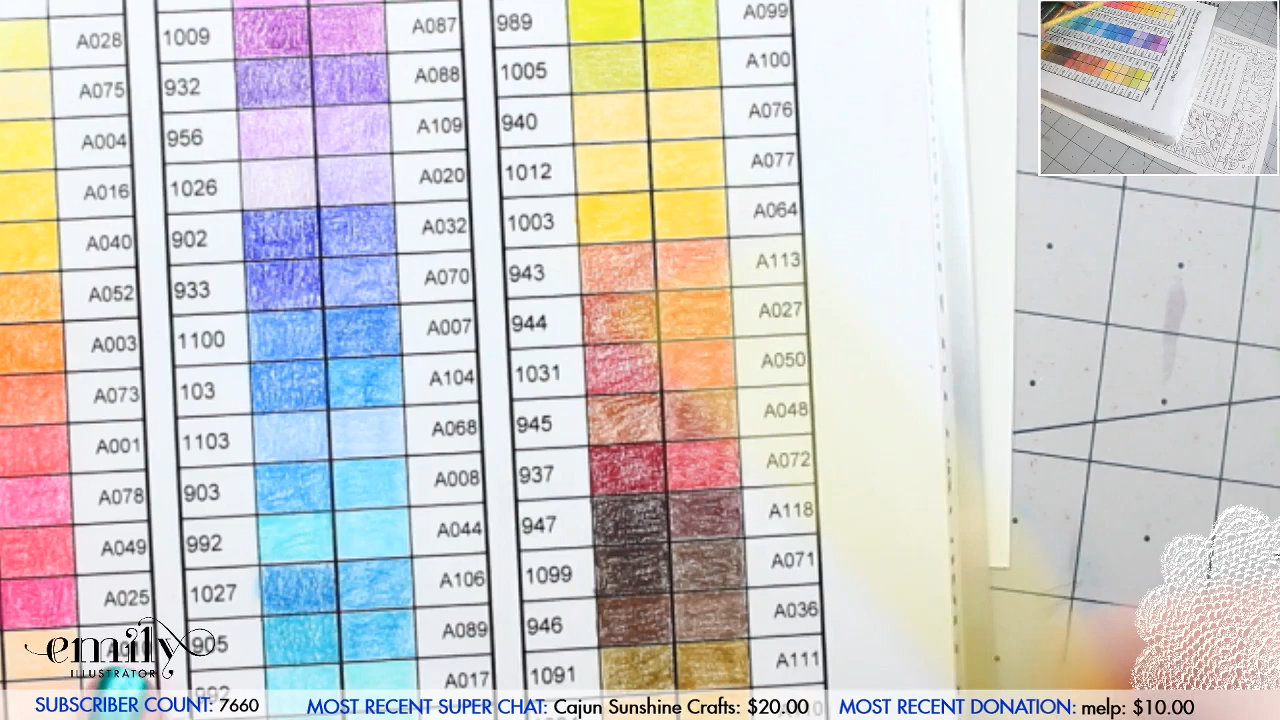 A028
A075
A004
A016
A040
A052
A003
A073
A001
A078
A049
A025
1009 A087
932 A088
956 A109
1026 A020
902 A032
933 A070
1100 A007
103 A104
1103 A068
903 A008
992 A044
1027 A106
905 A089
992 A017
989 A099
1005 A100
940 A076
1012 A077
1003 A064
943 A113
944 A027
1031 A050
945 A048
937 A072
947 A118
1099 A071
946 A036
1091 A111
emily
ILLUSTRATOR
SUBSCRIBER COUNT: 7660
MOST RECENT SUPER CHAT: Cajun Sunshine Crafts: $20.00
MOST RECENT DONATION: melp: $10.00